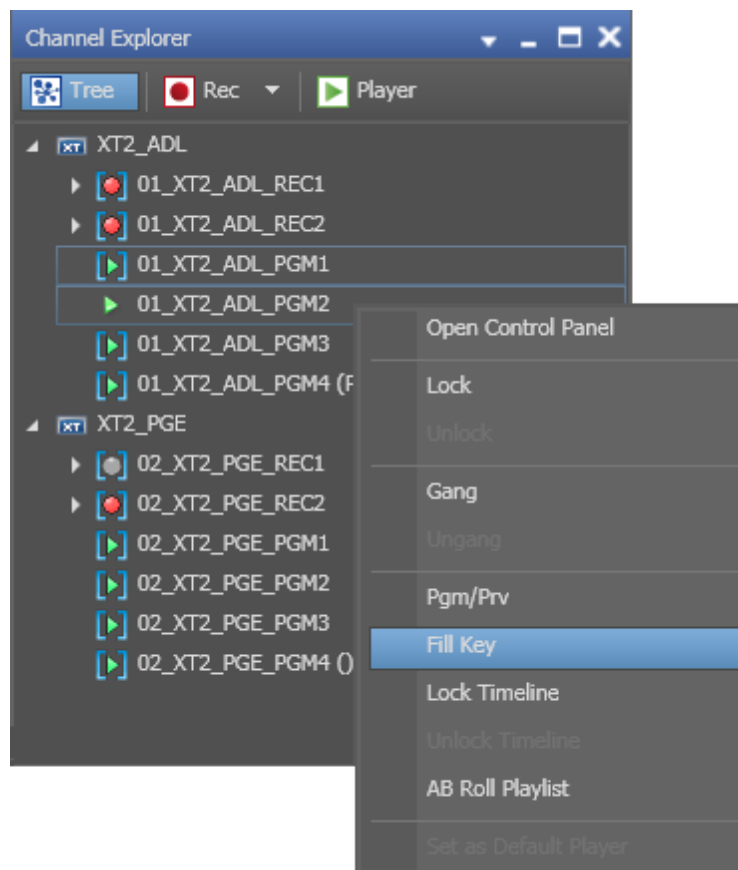 Channel Explorer
Tree Rec Player
XT XT2_ADL
01_XT2_ADL_REC1
01_XT2_ADL_REC2
01_XT2_ADL_PGM1
01_XT2_ADL_PGM2
01_XT2_ADL_PGM3
01_XT2_ADL_PGM4 (F
XT XT2_PGE
02_XT2_PGE_REC1
02_XT2_PGE_REC2
02_XT2_PGE_PGM1
02_XT2_PGE_PGM2
02_XT2_PGE_PGM3
02_XT2_PGE_PGM4 ()
Open Control Panel
Lock
Unlock
Gang
Ungang
Pgm/Prv
Fill Key
Lock Timeline
Unlock Timeline
AB Roll Playlist
Set as Default Player